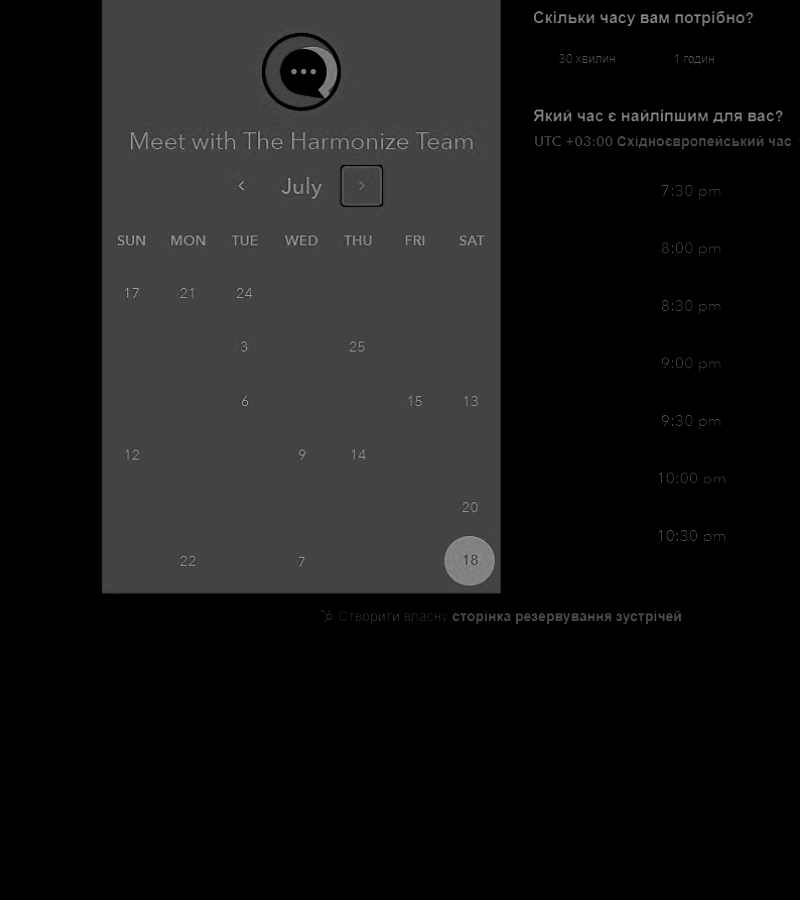 Скільки часу вам потрібно?
30 хвилин 1 годин
Meet with The Harmonize Team
July
SUN MON TUE WED THU FRI SAT
17 21 24
3 25
6 15 13
12 9 14
20
22 7 18
Який час є найліпшим для вас?
UTC +03:00 Східноєвропейський час
7:30 pm
8:00 pm
8:30 pm
9:00 pm
9:30 pm
10:00 pm
10:30 pm
Створити власну сторінка резервування зустрічей